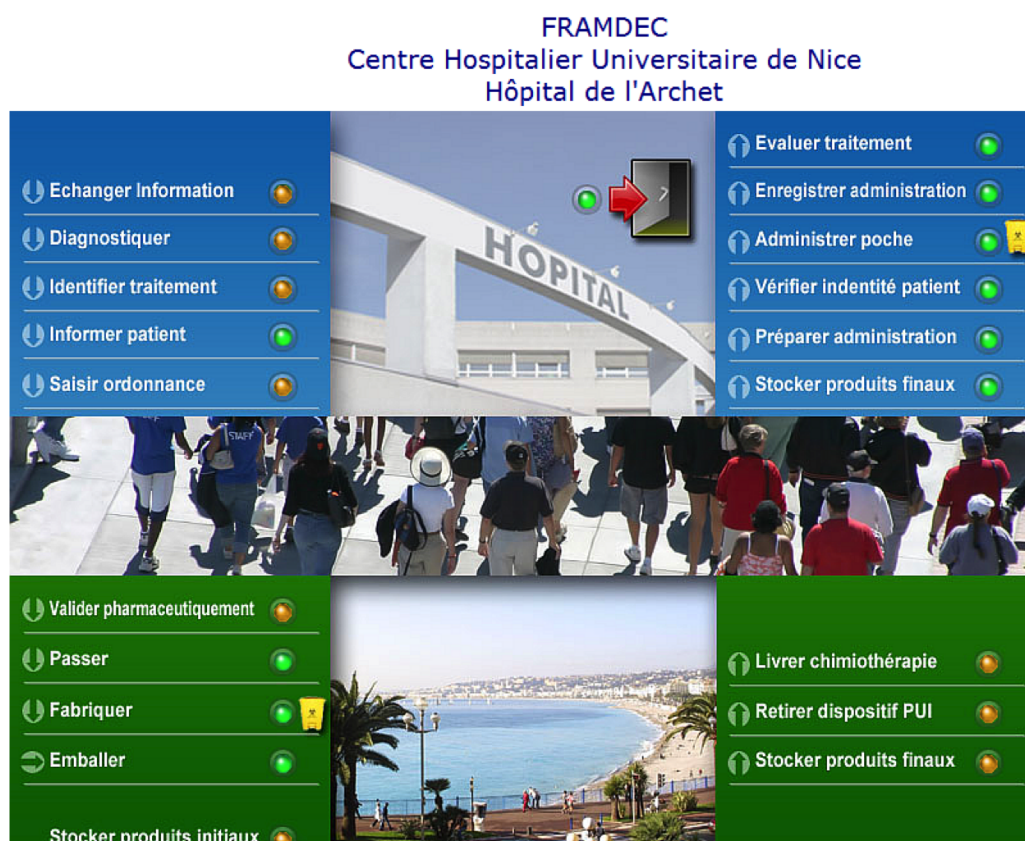 FRAMDEC
Centre Hospitalier Universitaire de Nice
Hôpital de l'Archet
Echanger Information
Diagnostiquer
Identifier traitement
Informer patient
Saisir ordonnance
HOPITAL
Evaluer traitement
Enregistrer administration
Administrer poche
Vérifier indentité patient
Préparer administration
Stocker produits finaux
STAFF
Valider pharmaceutiquement
Passer
Fabriquer
Emballer
Stocker produits initiaux
Livrer chimiothérapie
Retirer dispositif PUI
Stocker produits finaux